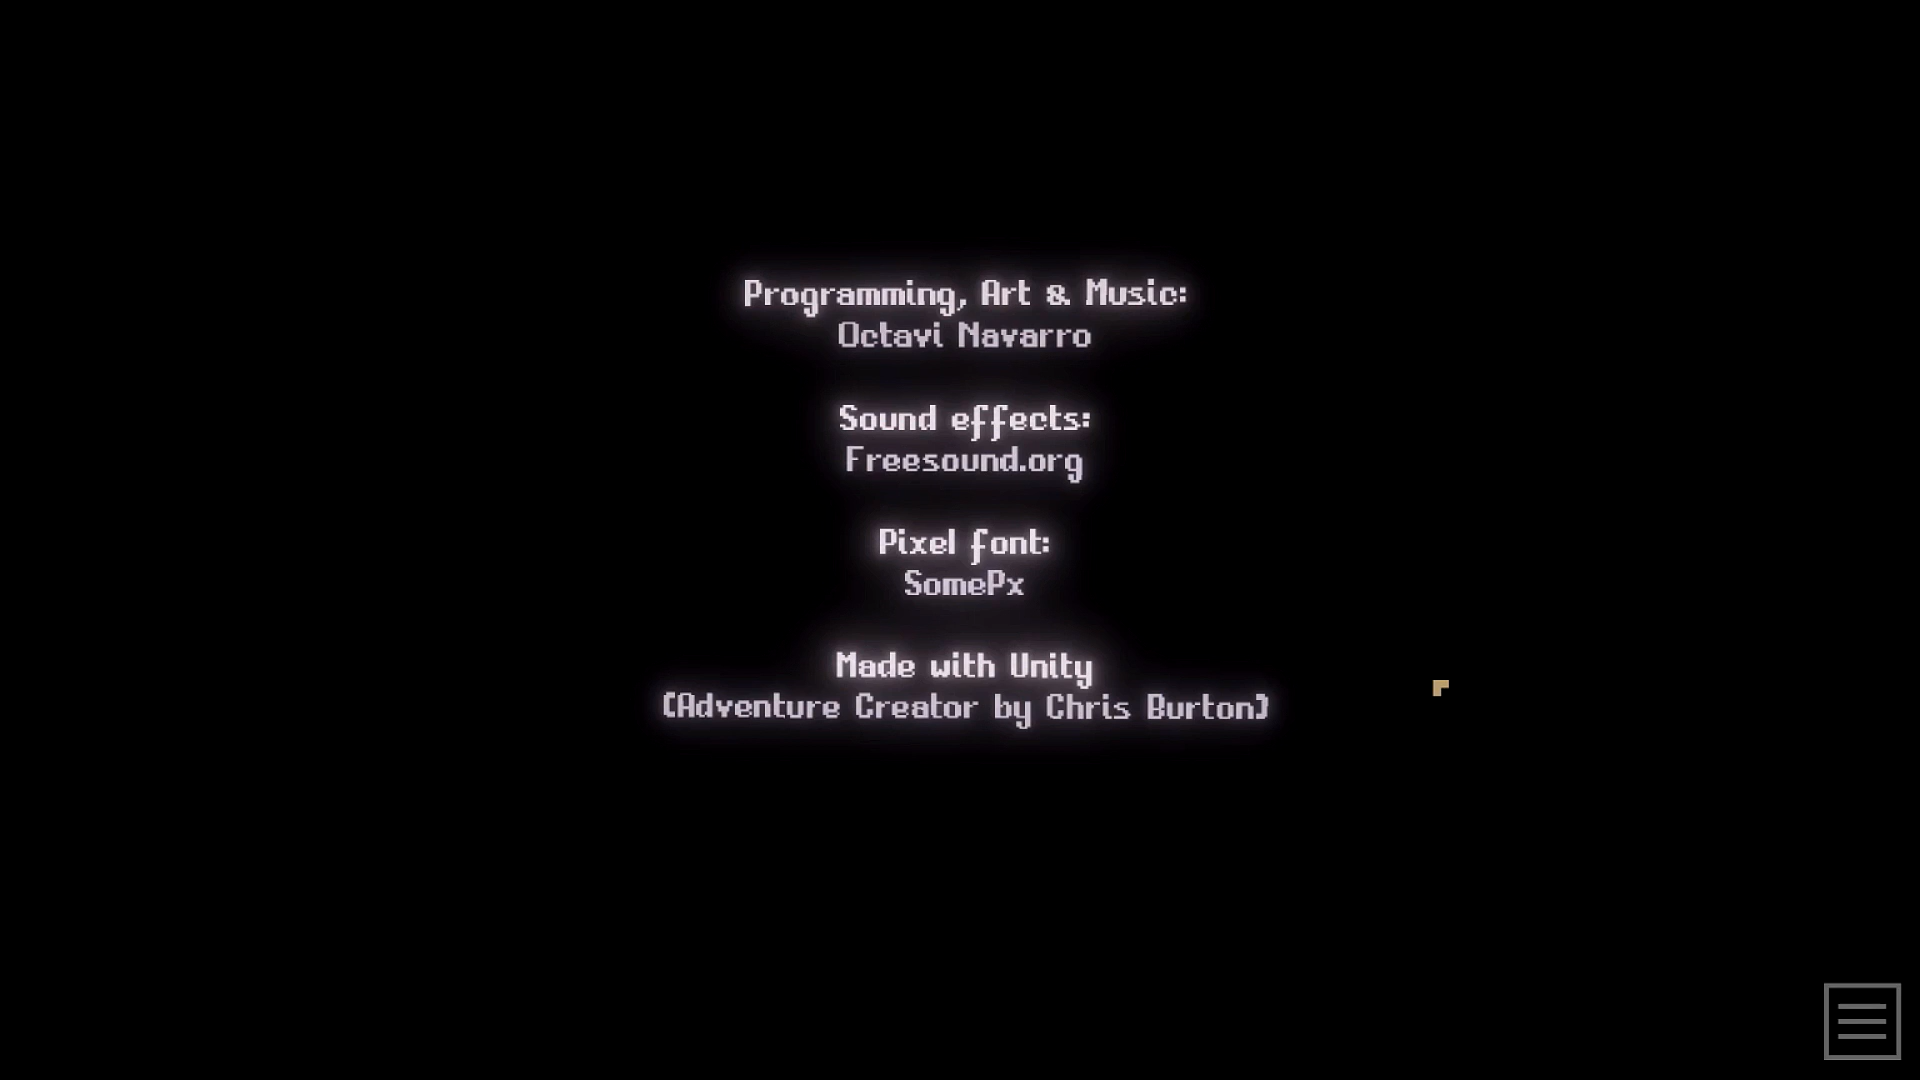 Programming, Art & Music:
Octavi Navarro
Sound effects:
Freesound.org
Pixel font:
SomePx
Made with Unity
(Adventure Creator by Chris Burton)